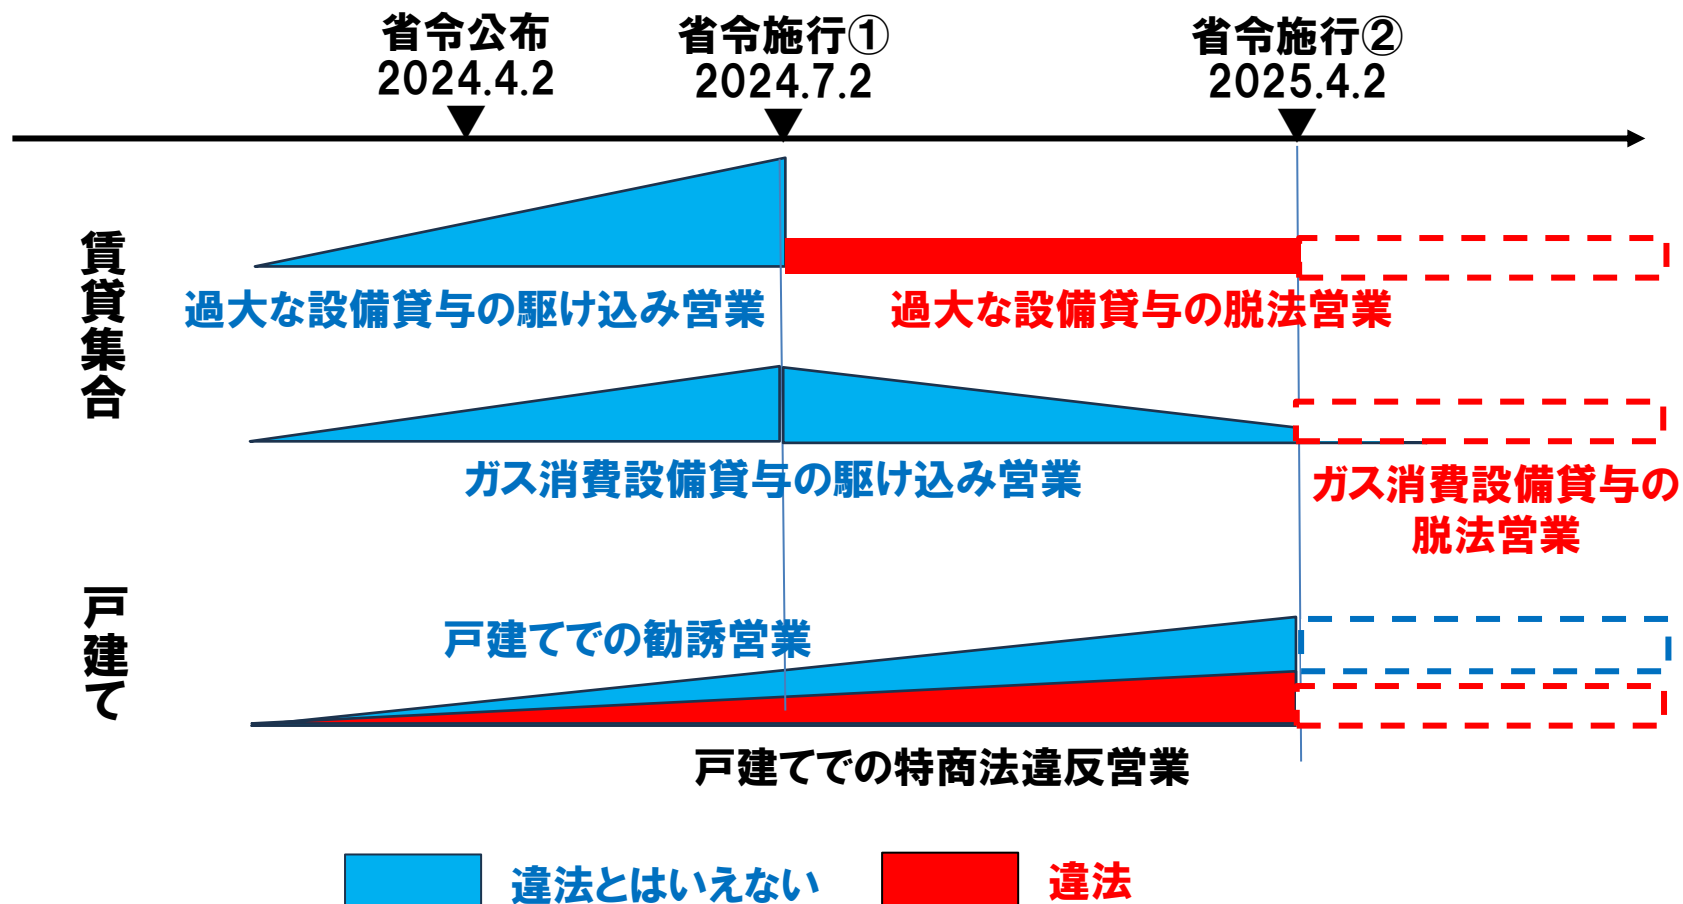 省令公布
2024.4.2
省令施行①
2024.7.2
省令施行②
2025.4.2
賃貸集合
過大な設備貸与の駆け込み営業
過大な設備貸与の脱法営業
ガス消費設備貸与の駆け込み営業
ガス消費設備貸与の
脱法営業
戸建て
戸建てでの勧誘営業
戸建てでの特商法違反営業
違法とはいえない
違法